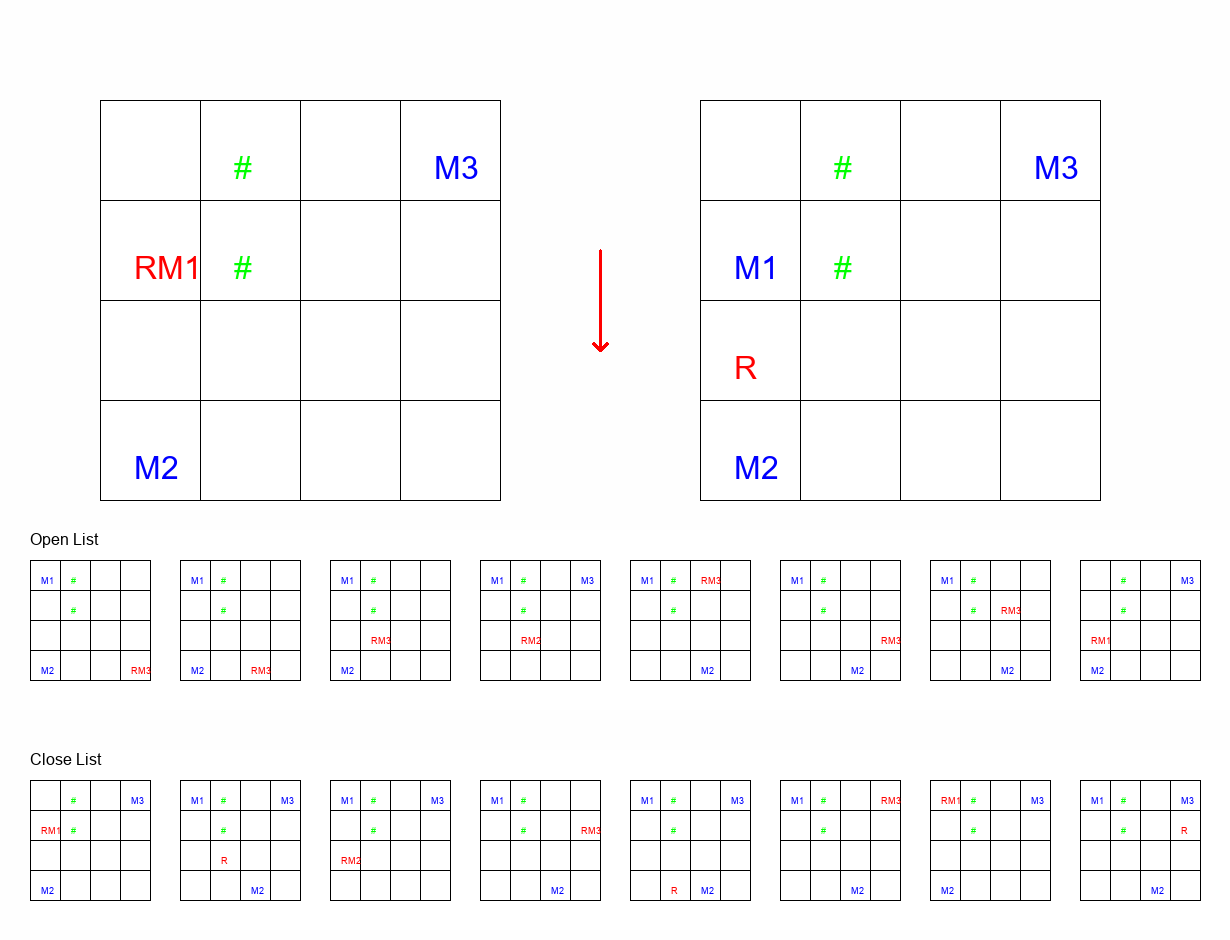 # M3 # M3
RM1 # M1 #
R
M2 M2
Open List
M1 # M1 # M1 # M1 # M3 M1 # RM3 M1 # M1 # # M3
# # # # # # # RM3 #
RM3 RM2 RM3 RM1
M2 RM3 M2 RM3 M2 M2 M2 M2 M2
Close List
# M3 M1 # M3 M1 # M3 M1 # M1 # M3 M1 # RM3 RM1 # M3 M1 # M3
RM1 # # # # RM3 # # # # R
R RM2
M2 M2 M2 R M2 M2 M2 M2